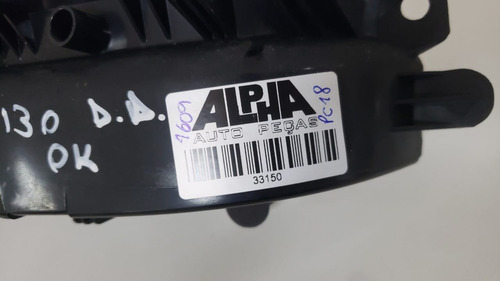 130 D.D.
OK
1609
ALPHA
AUTO PEÇAS
PC18
33150